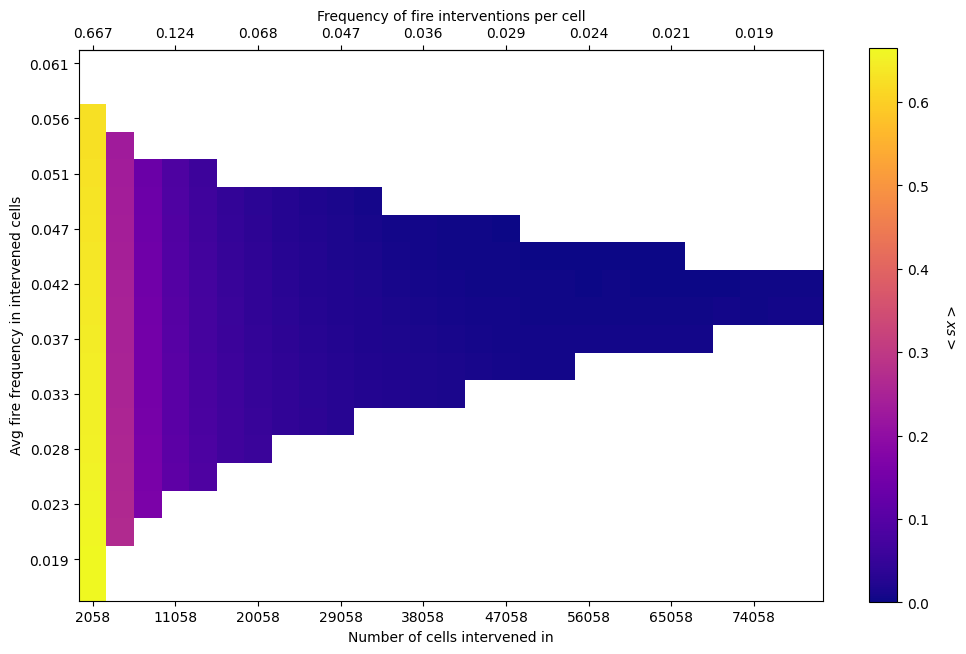 Frequency of fire interventions per cell
0.667 0.124 0.068 0.047 0.036 0.029 0.024 0.021 0.019
Avg fire frequency in intervened cells
0.061
0.056
0.051
0.047
0.042
0.037
0.033
0.028
0.023
0.019
2058 11058 20058 29058 38058 47058 56058 65058 74058
Number of cells intervened in
0.6
0.5
0.4
0.3
0.2
0.1
0.0
< sx >